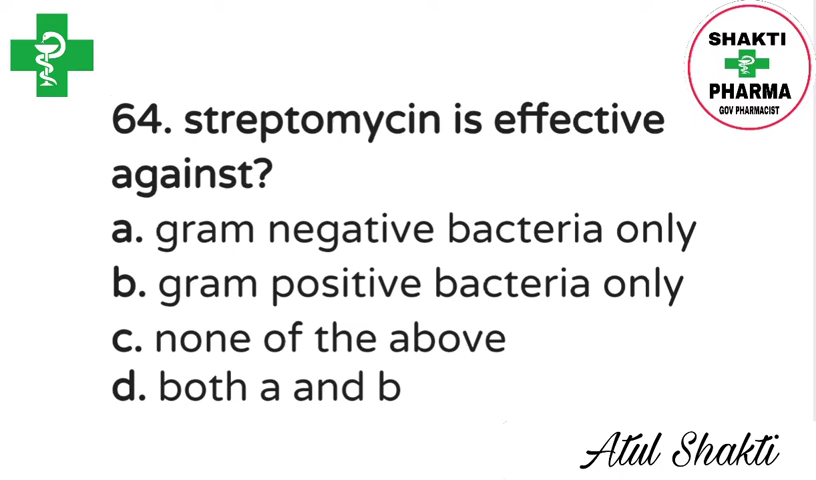 SHAKTI
PHARMA
GOV PHARMACIST
64. streptomycin is effective
against?
a. gram negative bacteria only
b. gram positive bacteria only
c. none of the above
d. both a and b
Atul Shakti